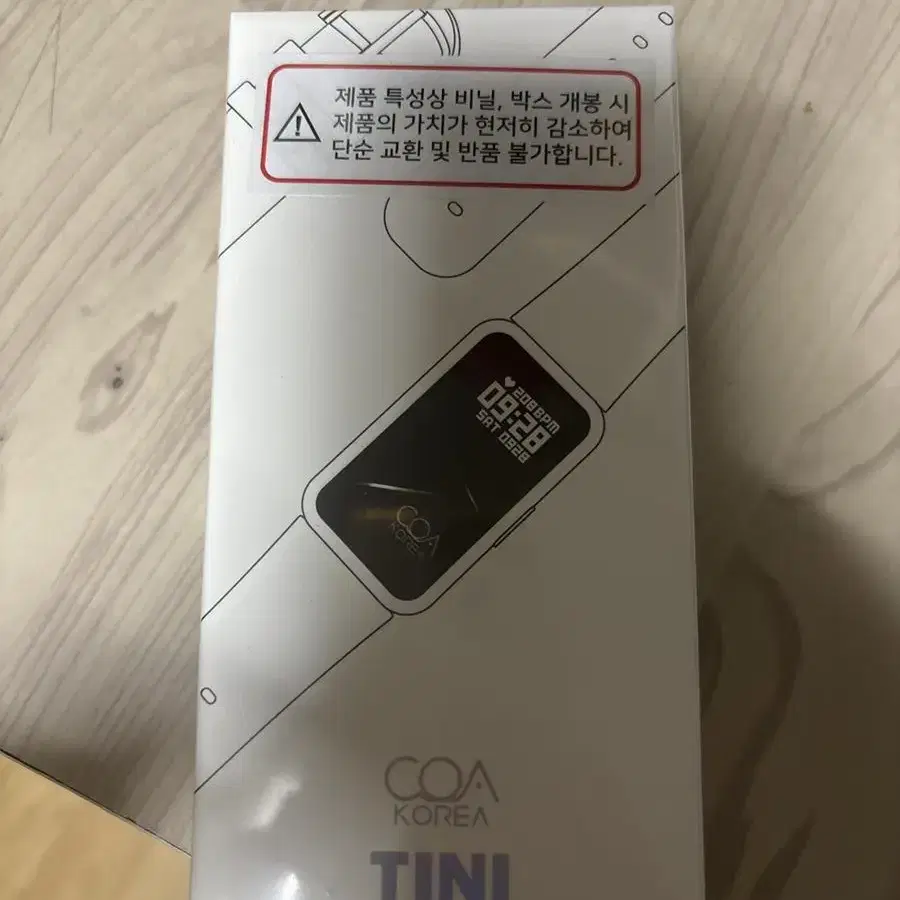 제품 특성상 비닐, 박스 개봉 시
제품의 가치가 현저히 감소하여
단순 교환 및 반품 불가합니다.
208BPM
09:28
SAT 0928
COA
KOREA
COA
KOREA
TINI